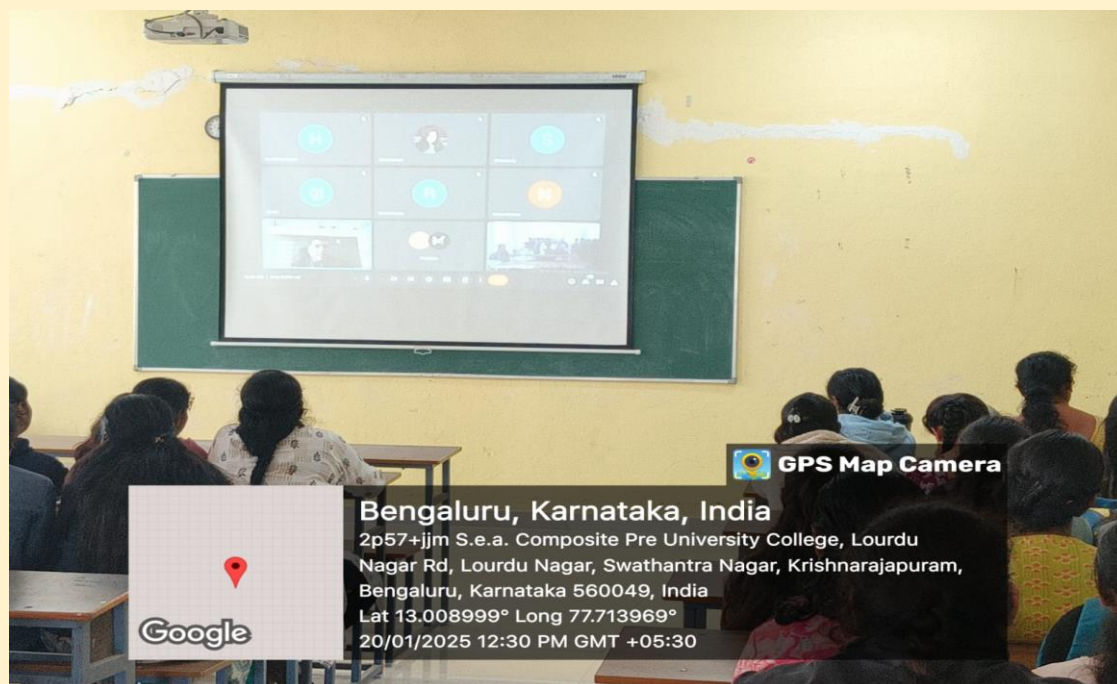 H
S
GPS Map Camera
Bengaluru, Karnataka, India
2p57+jjm S.e.a. Composite Pre University College, Lourdu
Nagar Rd, Lourdu Nagar, Swathantra Nagar, Krishnarajapuram,
Bengaluru, Karnataka 560049, India
Lat 13.008999° Long 77.713969°
20/01/2025 12:30 PM GMT +05:30
Google